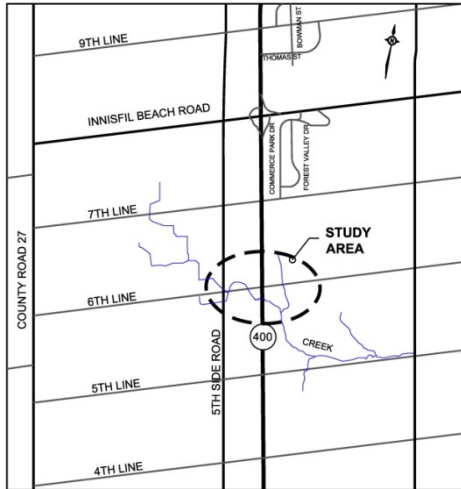 9TH LINE
BOWMAN ST
THOMAS ST
N
INNISFIL BEACH ROAD
COMMERCE PARK DR
FOREST VALLEY DR
7TH LINE
STUDY
AREA
COUNTY ROAD 27
6TH LINE
5TH SIDE ROAD
400
CREEK
5TH LINE
4TH LINE